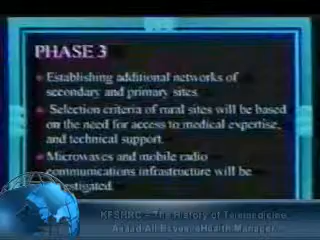 PHASE 3
Establishing additional networks of
secondary and primary sites.
Selection criteria of rural sites will be based
on the need for access to medical expertise,
and technical support.
Microwaves and mobile radio
communications infrastructure will be
investigated.
KFSHRC - The History of Telemedicine
eHealth Manager